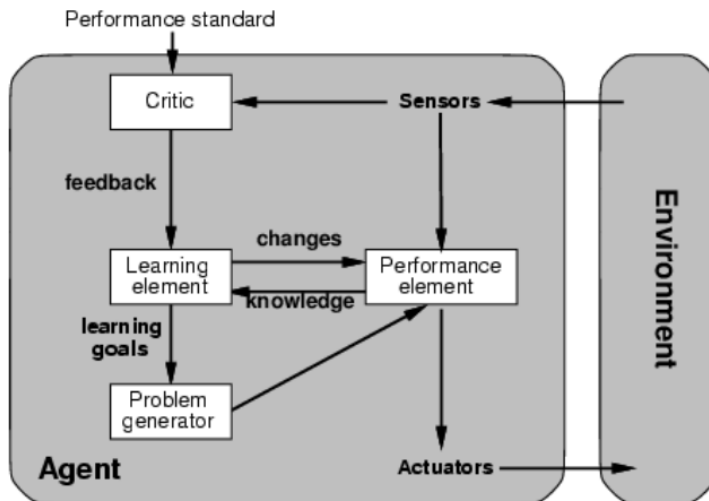 Performance standard
Critic
Sensors
feedback
changes
Learning
element
Performance
element
knowledge
learning
goals
Problem
generator
Agent
Actuators
Environment